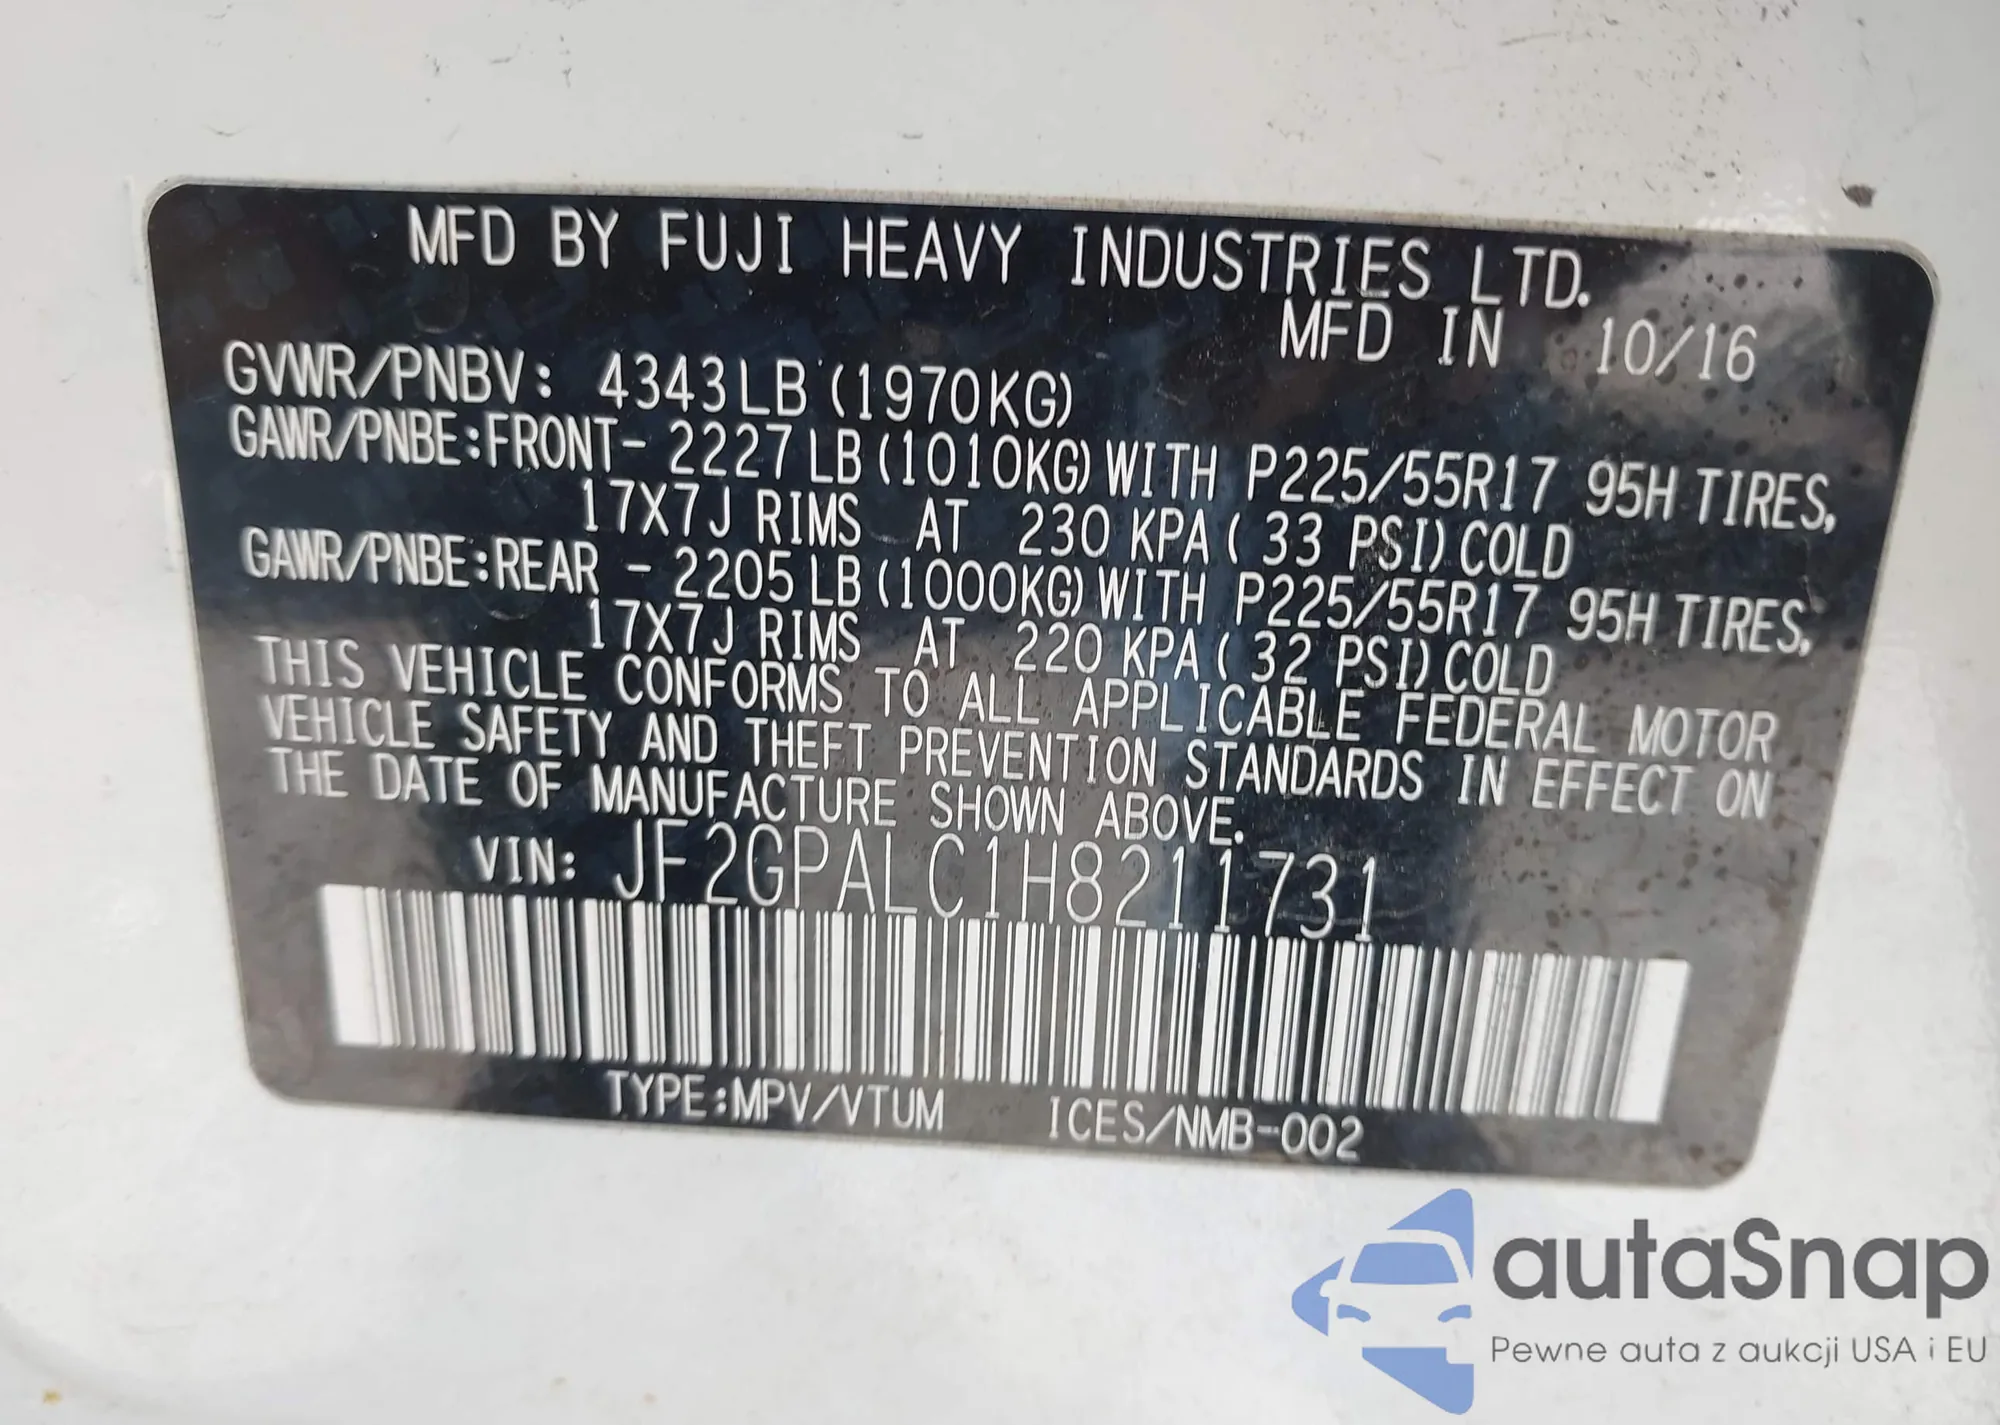 MFD BY FUJI HEAVY INDUSTRIES LTD.
MFD IN 10/16
GVWR/PNBV: 4343LB (1970KG)
GAWR/PNBE:FRONT- 2227LB (1010KG) WITH P225/55R17 95H TIRES,
17X7J RIMS AT 230 KPA( 33 PSI) COLD
GAWR/PNBE:REAR - 2205LB (1000KG) WITH P225/55R17 95H TIRES,
17X7J RIMS AT 220 KPA( 32 PSI) COLD
THIS VEHICLE CONFORMS TO ALL APPLICABLE FEDERAL MOTOR
VEHICLE SAFETY AND THEFT PREVENTION STANDARDS IN EFFECT ON
THE DATE OF MANUFACTURE SHOWN ABOVE.
VIN: JF2GPALC1H8211731
TYPE:MPV/VTUM ICES/NMB-002
autaSnap
Pewne auta z aukcji USA i EU